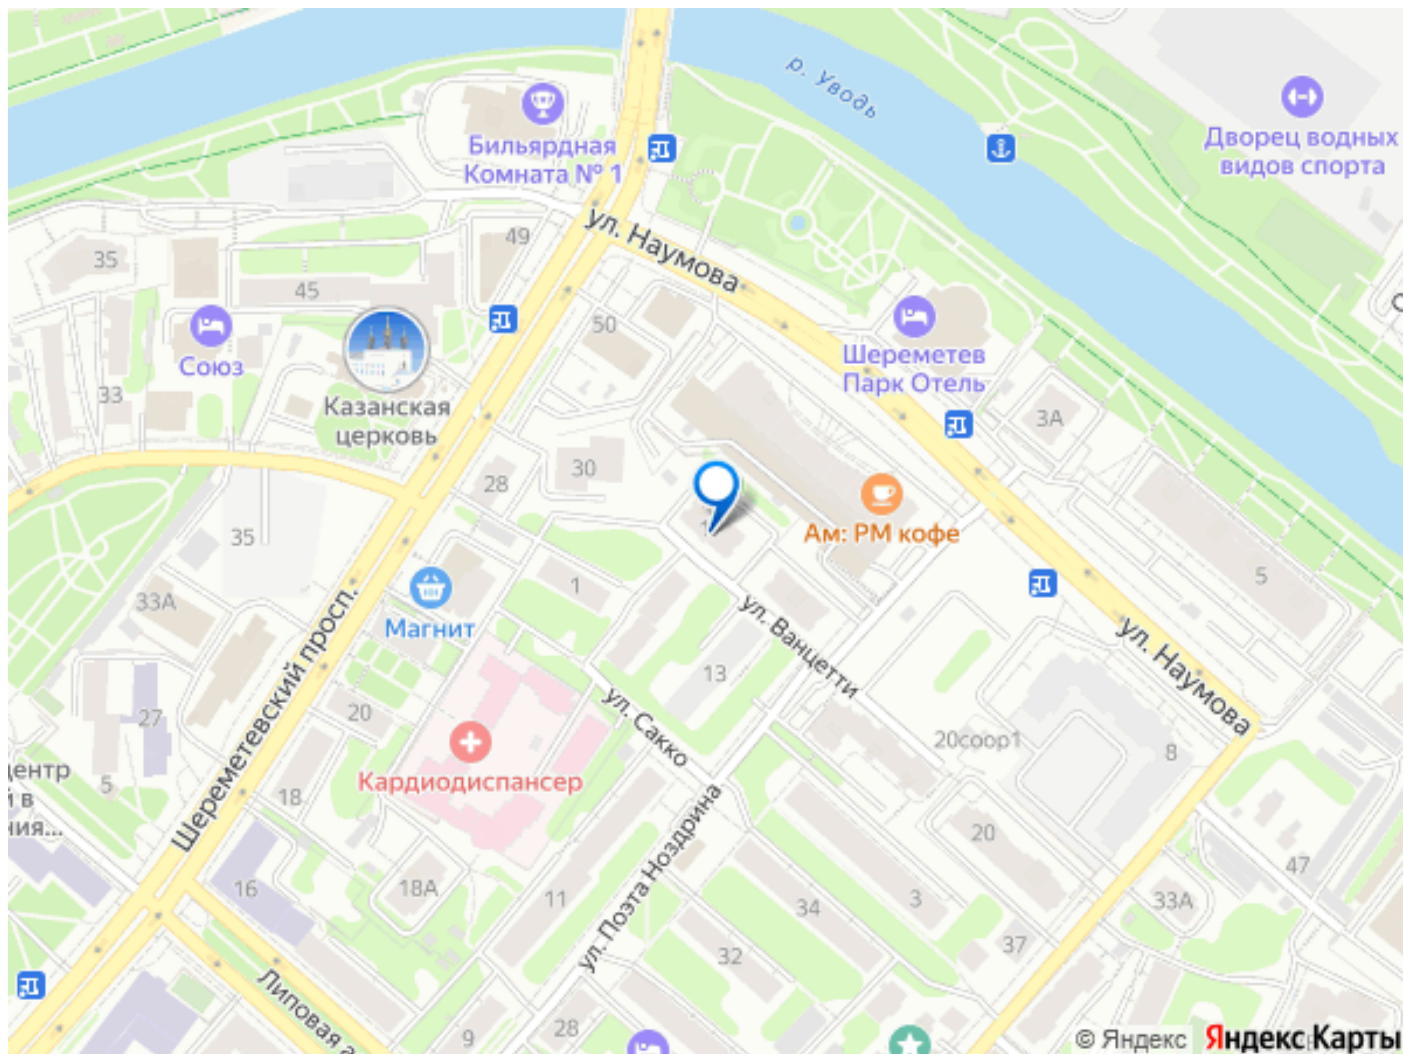 р. Уводь
Дворец водных
видов спорта
Бильярдная
Комната № 1
ул. Наумова
49
35
45
50
Союз
Шереметев
Парк Отель
33
Казанская
церковь
3А
30
28
Ам: РМ кофе
35
1
5
33А
Магнит
ул. Ванцетти
ул. Наумова
13
Шереметевский просп.
20
ул. Сакко
27
20соор1
8
Кардиодиспансер
5
18
20
47
16
18А
11
ул. Поэта Ноздрина
34
3
33А
37
32
Липовая
9
28
© Яндекс Яндекс Карты